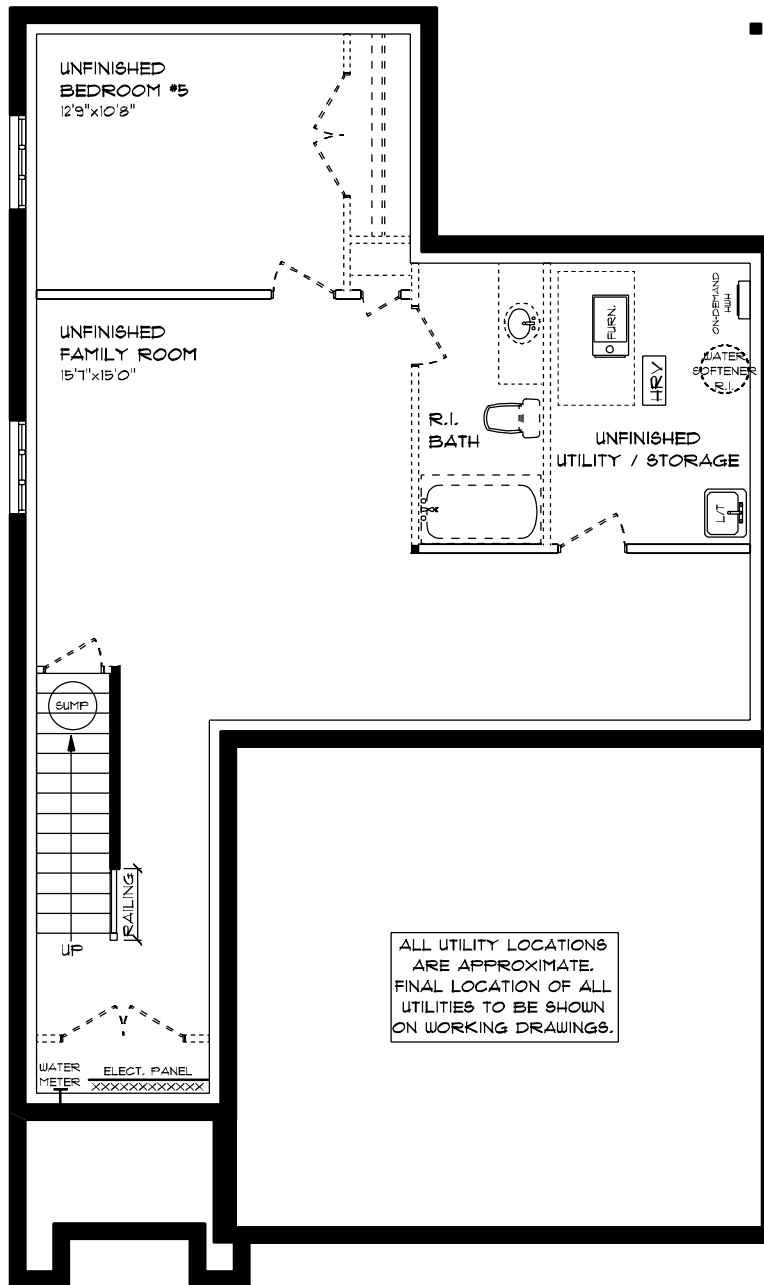 UNFINISHED
BEDROOM #5
12'9"x10'8"
UNFINISHED
FAMILY ROOM
15'7"x15'0"
R.I.
BATH
FURN.
HRV
ON-DEMAND
HWH
WATER
SOFTENER
R.I.
UNFINISHED
UTILITY / STORAGE
L/T
SUMP
RAILING
UP
WATER
METER
ELECT. PANEL
ALL UTILITY LOCATIONS
ARE APPROXIMATE.
FINAL LOCATION OF ALL
UTILITIES TO BE SHOWN
ON WORKING DRAWINGS.